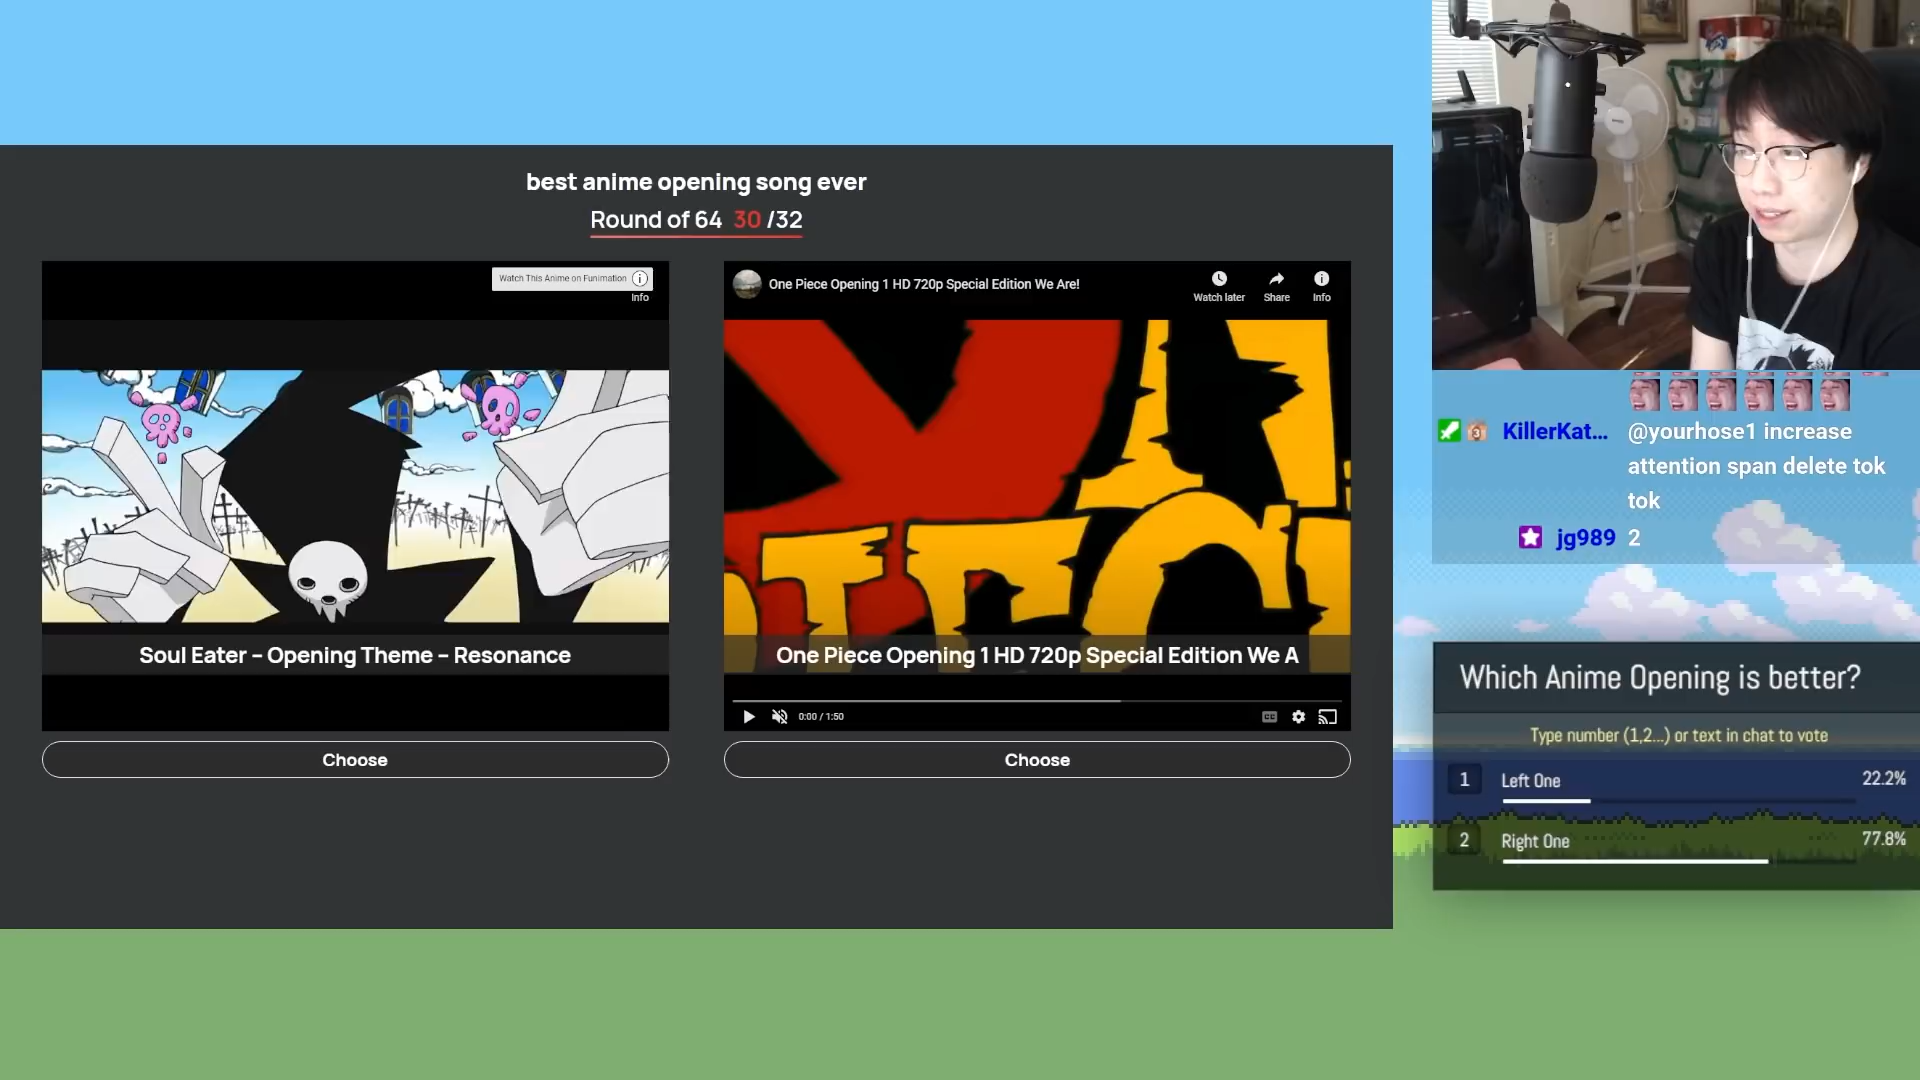 best anime opening song ever
Round of 64 30 /32
Watch This Anime on Funimation
Info
Soul Eater – Opening Theme – Resonance
Choose
One Piece Opening 1 HD 720p Special Edition We Are!
Watch later
Share
Info
One Piece Opening 1 HD 720p Special Edition We A
0:00 / 1:50
CC
Choose
3
KillerKat... @yourhose1 increase
attention span delete tok
tok
jg989 2
Which Anime Opening is better?
Type number (1,2...) or text in chat to vote
1 Left One 22.2%
2 Right One 77.8%